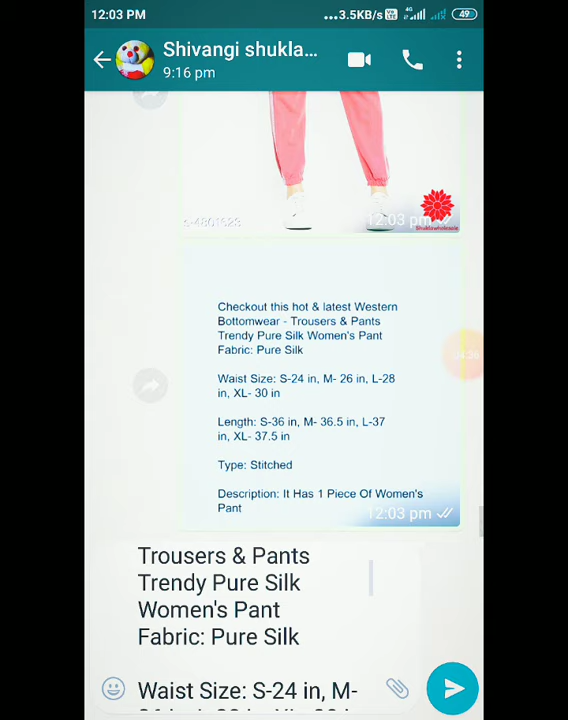 12:03 PM
...3.5KB/s 4G 49
Shivangi shukla...
9:16 pm
s-4801623
12:03 pm
Shuklawholesale
Checkout this hot & latest Western
Bottomwear - Trousers & Pants
Trendy Pure Silk Women's Pant
Fabric: Pure Silk
Waist Size: S-24 in, M- 26 in, L-28
in, XL- 30 in
Length: S-36 in, M- 36.5 in, L-37
in, XL- 37.5 in
Type: Stitched
Description: It Has 1 Piece Of Women's
Pant
12:03 pm
Trousers & Pants
Trendy Pure Silk
Women's Pant
Fabric: Pure Silk
Waist Size: S-24 in, M-